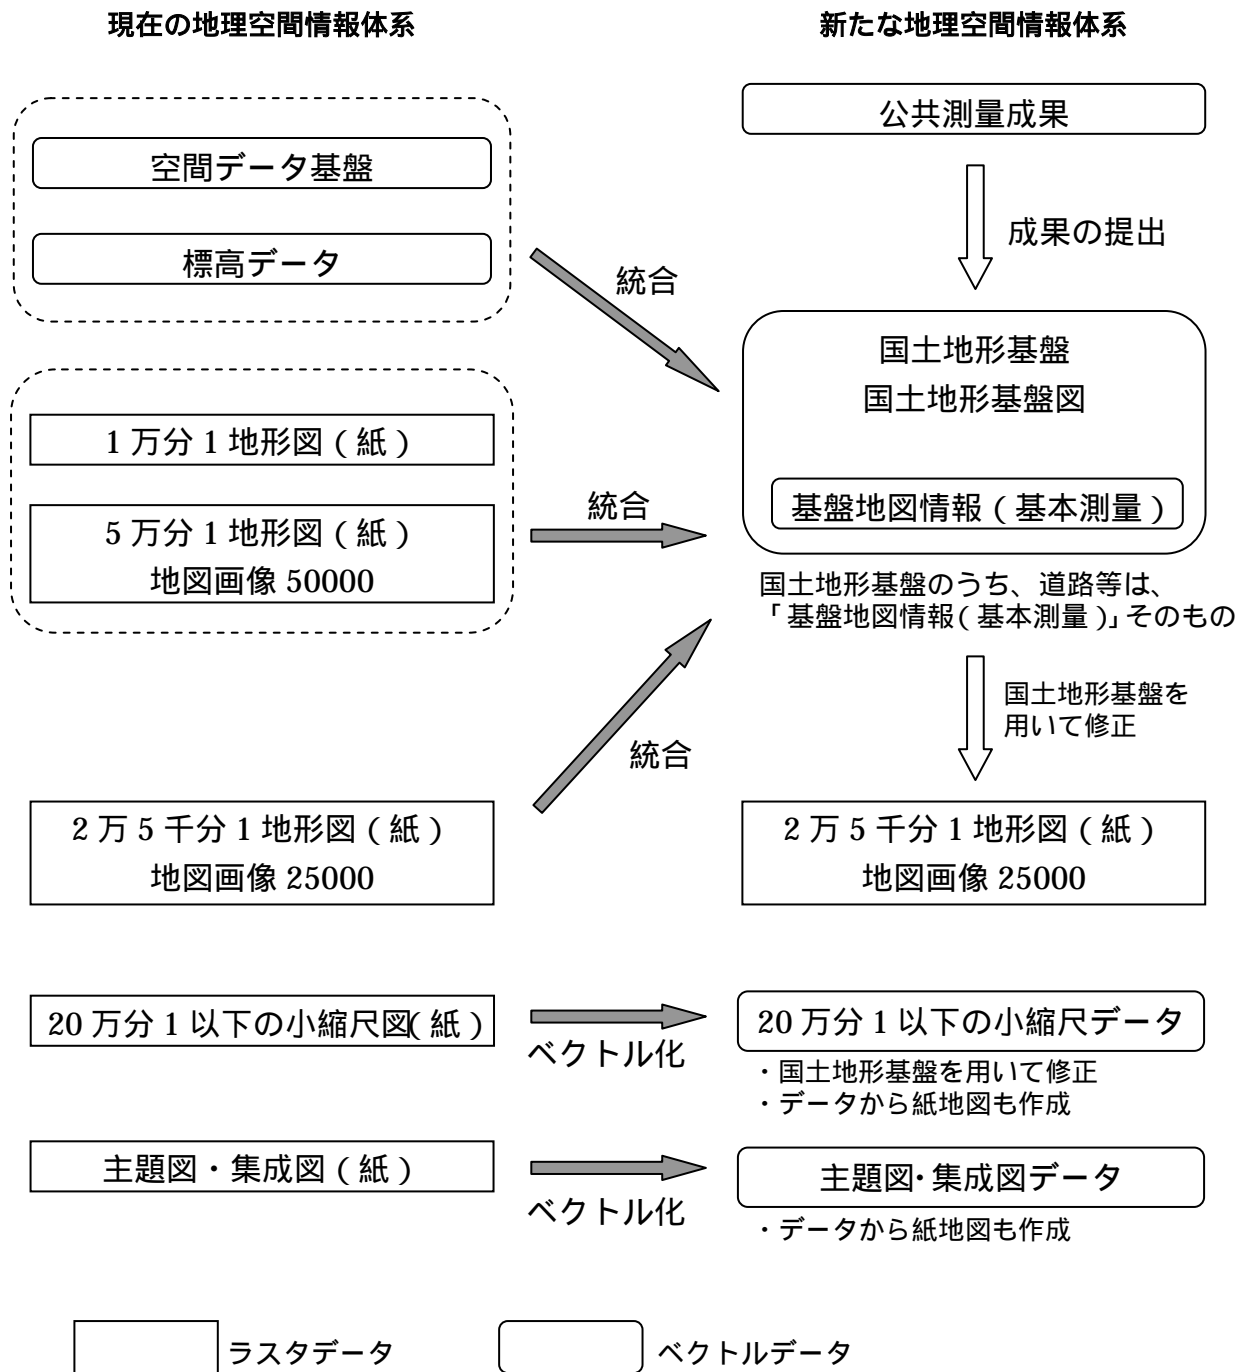 現在の地理空間情報体系
新たな地理空間情報体系
空間データ基盤
標高データ
統合
1 万分 1 地形図 ( 紙 )
5 万分 1 地形図 ( 紙 )
地図画像 50000
統合
2 万 5 千分 1 地形図 ( 紙 )
地図画像 25000
統合
20 万分 1 以下の小縮尺図( 紙 )
ベクトル化
主題図・集成図 ( 紙 )
ベクトル化
公共測量成果
成果の提出
国土地形基盤
国土地形基盤図
基盤地図情報 ( 基本測量 )
国土地形基盤のうち、道路等は、
「基盤地図情報( 基本測量 )」そのもの
国土地形基盤を
用いて修正
2 万 5 千分 1 地形図 ( 紙 )
地図画像 25000
20 万分 1 以下の小縮尺データ
・国土地形基盤を用いて修正
・データから紙地図も作成
主題図・集成図データ
・データから紙地図も作成
ラスタデータ
ベクトルデータ